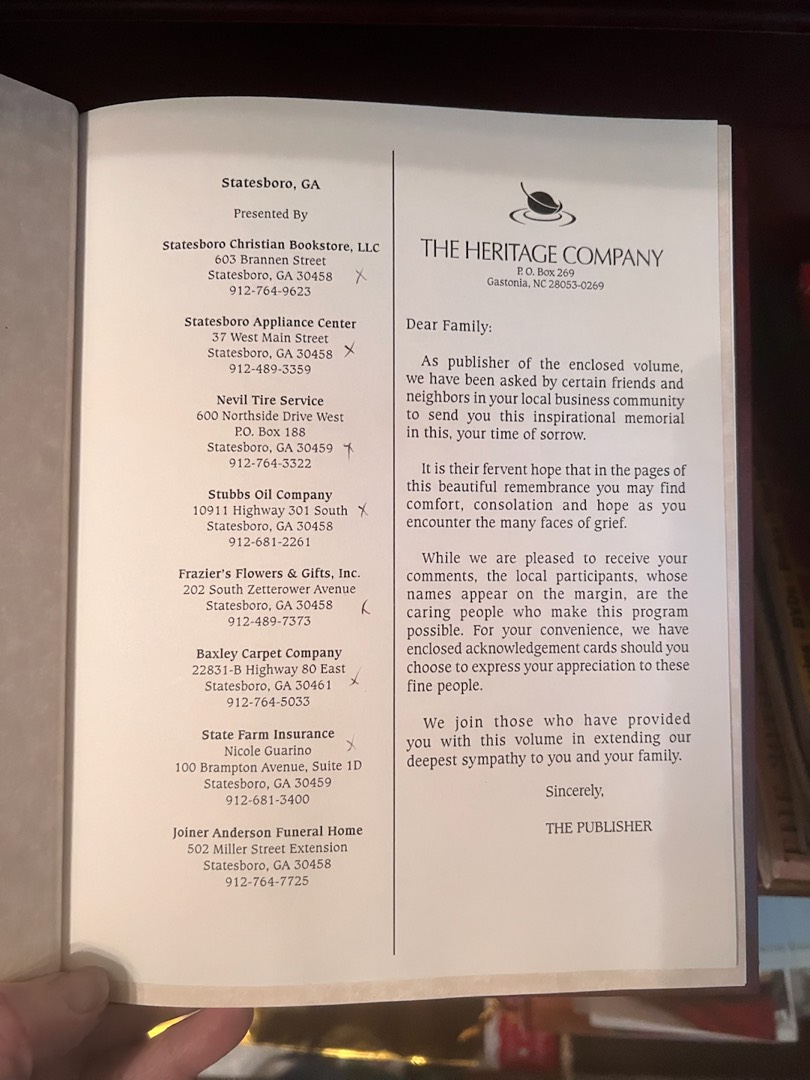 Statesboro, GA
Presented By
Statesboro Christian Bookstore, LLC
603 Brannen Street
Statesboro, GA 30458
912-764-9623
Statesboro Appliance Center
37 West Main Street
Statesboro, GA 30458
912-489-3359
Nevil Tire Service
600 Northside Drive West
P.O. Box 188
Statesboro, GA 30459
912-764-3322
Stubbs Oil Company
10911 Highway 301 South
Statesboro, GA 30458
912-681-2261
Frazier's Flowers & Gifts, Inc.
202 South Zetterower Avenue
Statesboro, GA 30458
912-489-7373
Baxley Carpet Company
22831-B Highway 80 East
Statesboro, GA 30461
912-764-5033
State Farm Insurance
Nicole Guarino
100 Brampton Avenue, Suite 1D
Statesboro, GA 30459
912-681-3400
Joiner Anderson Funeral Home
502 Miller Street Extension
Statesboro, GA 30458
912-764-7725
THE HERITAGE COMPANY
P.O. Box 269
Gastonia, NC 28053-0269
Dear Family:
As publisher of the enclosed volume,
we have been asked by certain friends and
neighbors in your local business community
to send you this inspirational memorial
in this, your time of sorrow.
It is their fervent hope that in the pages of
this beautiful remembrance you may find
comfort, consolation and hope as you
encounter the many faces of grief.
While we are pleased to receive your
comments, the local participants, whose
names appear on the margin, are the
caring people who make this program
possible. For your convenience, we have
enclosed acknowledgement cards should you
choose to express your appreciation to these
fine people.
We join those who have provided
you with this volume in extending our
deepest sympathy to you and your family.
Sincerely,
THE PUBLISHER